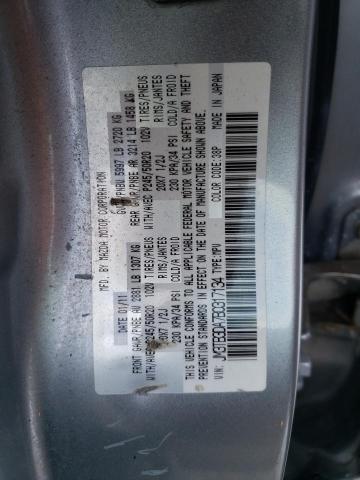 MFD. BY MAZDA MOTOR CORPORATION
DATE 01/11 GVWR/PNBV 5997 LB 2720 KG
FRONT GAWR/PNBE AV 2881 LB 1307 KG REAR GAWR/PNBE AR 3214 LB 1458 KG
WITH/AVEC P245/50R20 102V TIRES/PNEUS WITH/AVEC P245/50R20 102V TIRES/PNEUS
20X7 1/2J RIMS/JANTES 20X7 1/2J RIMS/JANTES
230 KPA/34 PSI COLD/A FROID 230 KPA/34 PSI COLD/A FROID
THIS VEHICLE CONFORMS TO ALL APPLICABLE FEDERAL MOTOR VEHICLE SAFETY AND THEFT
PREVENTION STANDARDS IN EFFECT ON THE DATE OF MANUFACTURE SHOWN ABOVE.
VIN: TYPE:MPV COLOR CODE: 38P MADE IN JAPAN